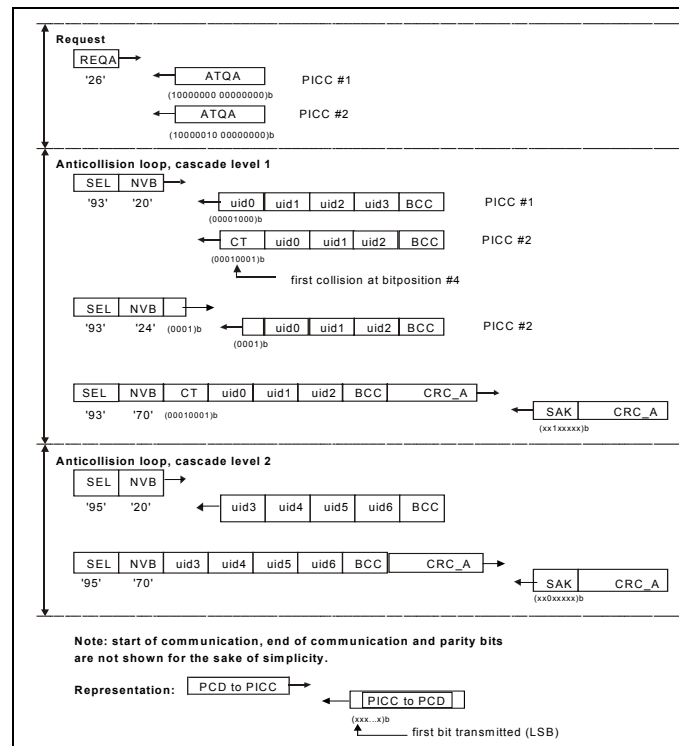 Request
REQA
'26'
ATQA PICC #1
(10000000 00000000)b
ATQA PICC #2
(10000010 00000000)b
Anticollision loop, cascade level 1
SEL NVB
'93' '20'
uid0 uid1 uid2 uid3 BCC PICC #1
(00001000)b
CT uid0 uid1 uid2 BCC PICC #2
(00010001)b
first collision at bitposition #4
SEL NVB
'93' '24' (0001)b
uid0 uid1 uid2 BCC PICC #2
(0001)b
SEL NVB CT uid0 uid1 uid2 BCC CRC_A
'93' '70' (00010001)b
SAK CRC_A
(xx1xxxxx)b
Anticollision loop, cascade level 2
SEL NVB
'95' '20'
uid3 uid4 uid5 uid6 BCC
SEL NVB uid3 uid4 uid5 uid6 BCC CRC_A
'95' '70'
SAK CRC_A
(xx0xxxxx)b
Note: start of communication, end of communication and parity bits
are not shown for the sake of simplicity.
Representation: PCD to PICC
PICC to PCD
(xxx...x)b
first bit transmitted (LSB)